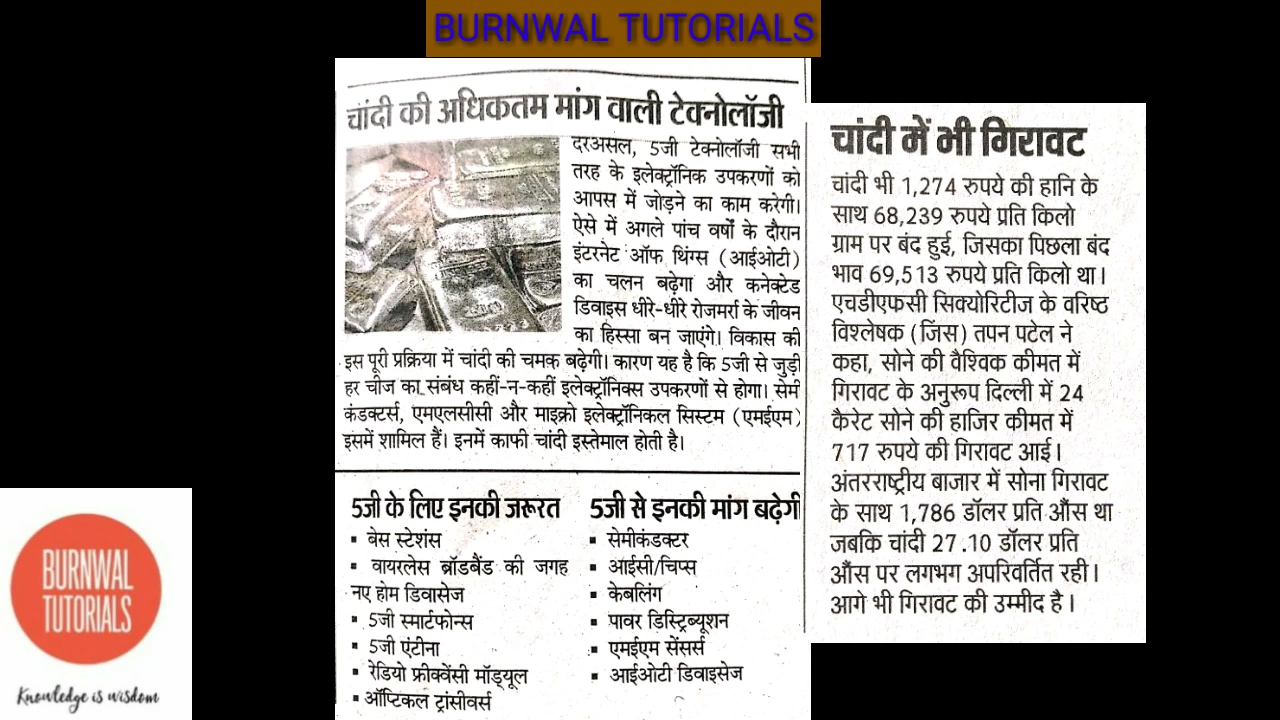 BURNWAL TUTORIALS
चांदी की अधिकतम मांग वाली टेक्नोलॉजी
दरअसल, 5जी टेक्नोलॉजी सभी
तरह के इलेक्ट्रॉनिक उपकरणों को
आपस में जोड़ने का काम करेगी।
ऐसे में अगले पांच वर्षों के दौरान
इंटरनेट ऑफ थिंग्स (आईओटी)
का चलन बढ़ेगा और कनेक्टेड
डिवाइस धीरे-धीरे रोजमर्रा के जीवन
का हिस्सा बन जाएंगे। विकास की
इस पूरी प्रक्रिया में चांदी की चमक बढ़ेगी। कारण यह है कि 5जी से जुड़ी
हर चीज का संबंध कहीं-न-कहीं इलेक्ट्रॉनिक्स उपकरणों से होगा। सेमी
कंडक्टर्स, एमएलसीसी और माइक्रो इलेक्ट्रॉनिकल सिस्टम (एमईएम)
इसमें शामिल हैं। इनमें काफी चांदी इस्तेमाल होती है।
5जी के लिए इनकी जरूरत
▪ बेस स्टेशंस
▪ वायरलेस ब्रॉडबैंड की जगह
नए होम डिवासेज
▪ 5जी स्मार्टफोन्स
▪ 5जी एंटीना
▪ रेडियो फ्रीक्वेंसी मॉड्यूल
▪ ऑप्टिकल ट्रांसीवर्स
5जी से इनकी मांग बढ़ेगी
▪ सेमीकंडक्टर
▪ आईसी/चिप्स
▪ केबलिंग
▪ पावर डिस्ट्रिब्यूशन
▪ एमईएम सेंसर्स
▪ आईओटी डिवाइसेज
चांदी में भी गिरावट
चांदी भी 1,274 रुपये की हानि के
साथ 68,239 रुपये प्रति किलो
ग्राम पर बंद हुई, जिसका पिछला बंद
भाव 69,513 रुपये प्रति किलो था।
एचडीएफसी सिक्योरिटीज के वरिष्ठ
विश्लेषक (जिंस) तपन पटेल ने
कहा, सोने की वैश्विक कीमत में
गिरावट के अनुरूप दिल्ली में 24
कैरेट सोने की हाजिर कीमत में
717 रुपये की गिरावट आई।
अंतरराष्ट्रीय बाजार में सोना गिरावट
के साथ 1,786 डॉलर प्रति औंस था
जबकि चांदी 27.10 डॉलर प्रति
औंस पर लगभग अपरिवर्तित रही।
आगे भी गिरावट की उम्मीद है।
BURNWAL
TUTORIALS
Knowledge is wisdom